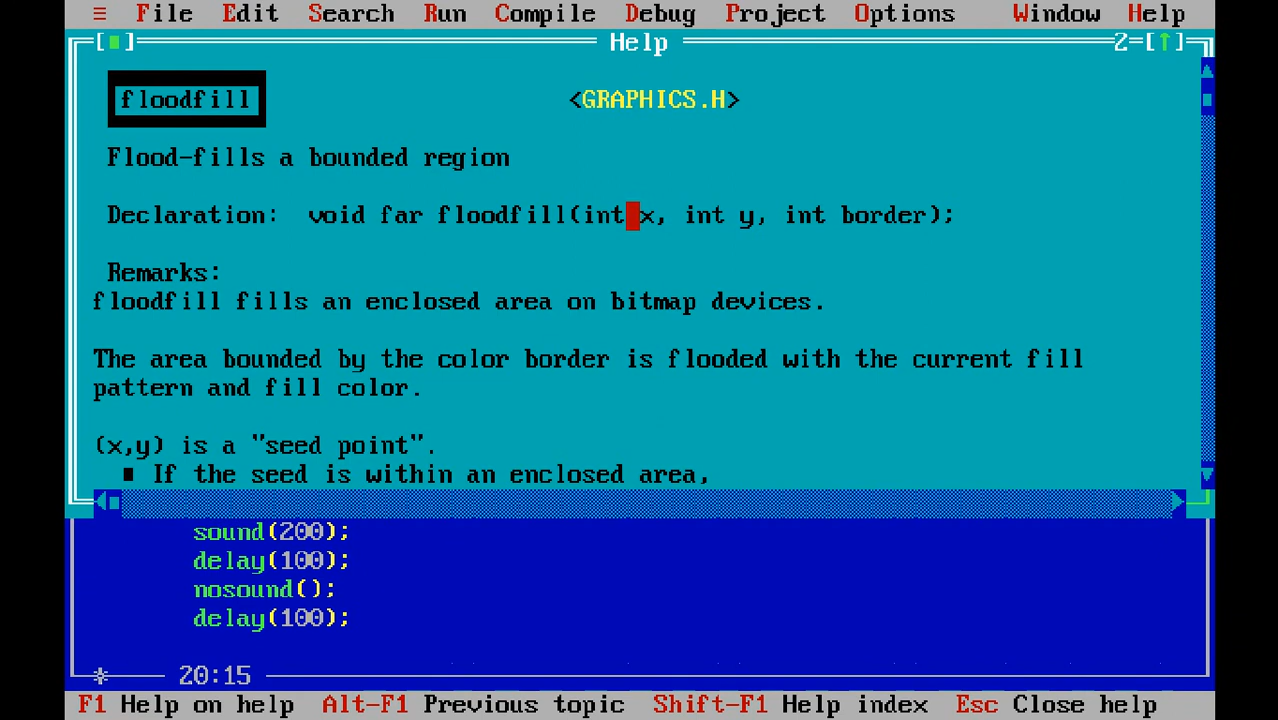 ≡ File Edit Search Run Compile Debug Project Options Window Help
[■] Help 2=[↑]
floodfill <GRAPHICS.H>
Flood-fills a bounded region
Declaration: void far floodfill(int x, int y, int border);
Remarks:
floodfill fills an enclosed area on bitmap devices.
The area bounded by the color border is flooded with the current fill
pattern and fill color.
(x,y) is a "seed point".
■ If the seed is within an enclosed area,
sound(200);
delay(100);
nosound();
delay(100);
20:15
F1 Help on help Alt-F1 Previous topic Shift-F1 Help index Esc Close help